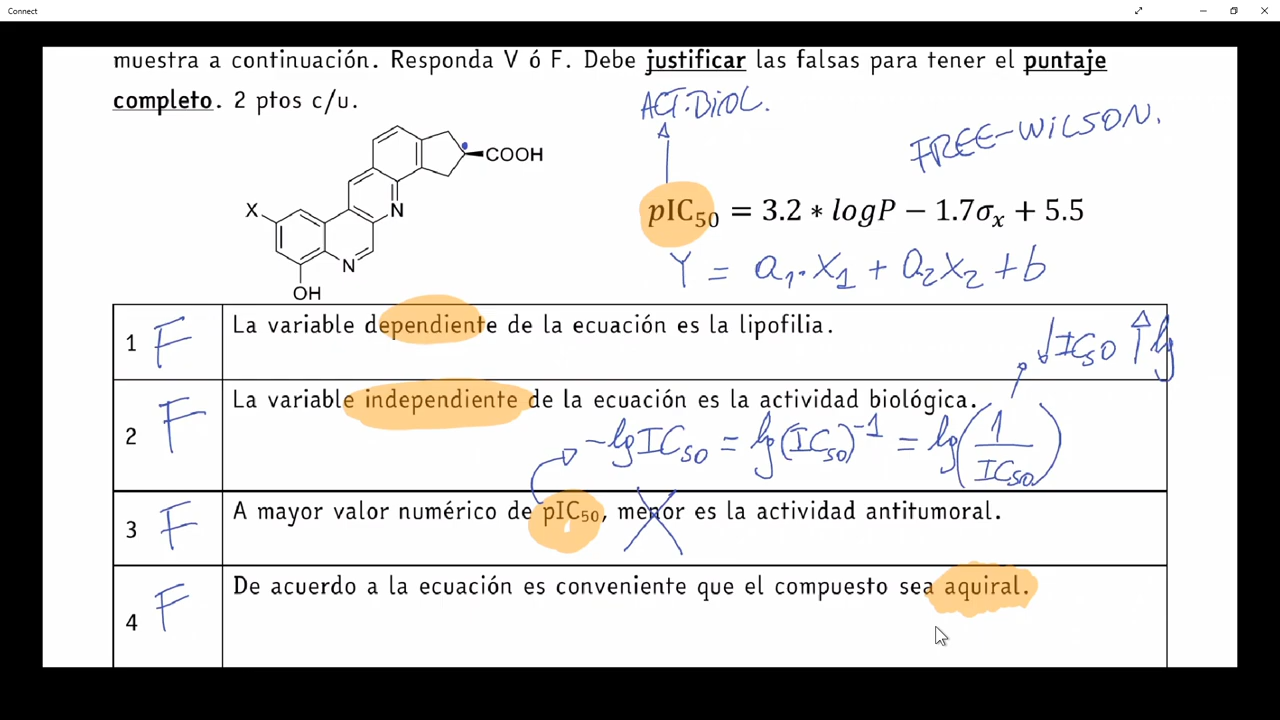 Connect
muestra a continuación. Responda V ó F. Debe justificar las falsas para tener el puntaje
completo. 2 ptos c/u.
ACT. BIOL.
FREE-WILSON.
COOH
X
N
N
OH
pIC₅₀ = 3.2 * logP − 1.7σₓ + 5.5
Y = a₁·X₁ + a₂X₂ + b
1 F La variable dependiente de la ecuación es la lipofilia.
↓IC50 ↑lg
2 F La variable independiente de la ecuación es la actividad biológica.
-lgIC₅₀ = lg(IC₅₀)⁻¹ = lg(1/IC₅₀)
3 F A mayor valor numérico de pIC₅₀, menor es la actividad antitumoral.
4 F De acuerdo a la ecuación es conveniente que el compuesto sea aquiral.